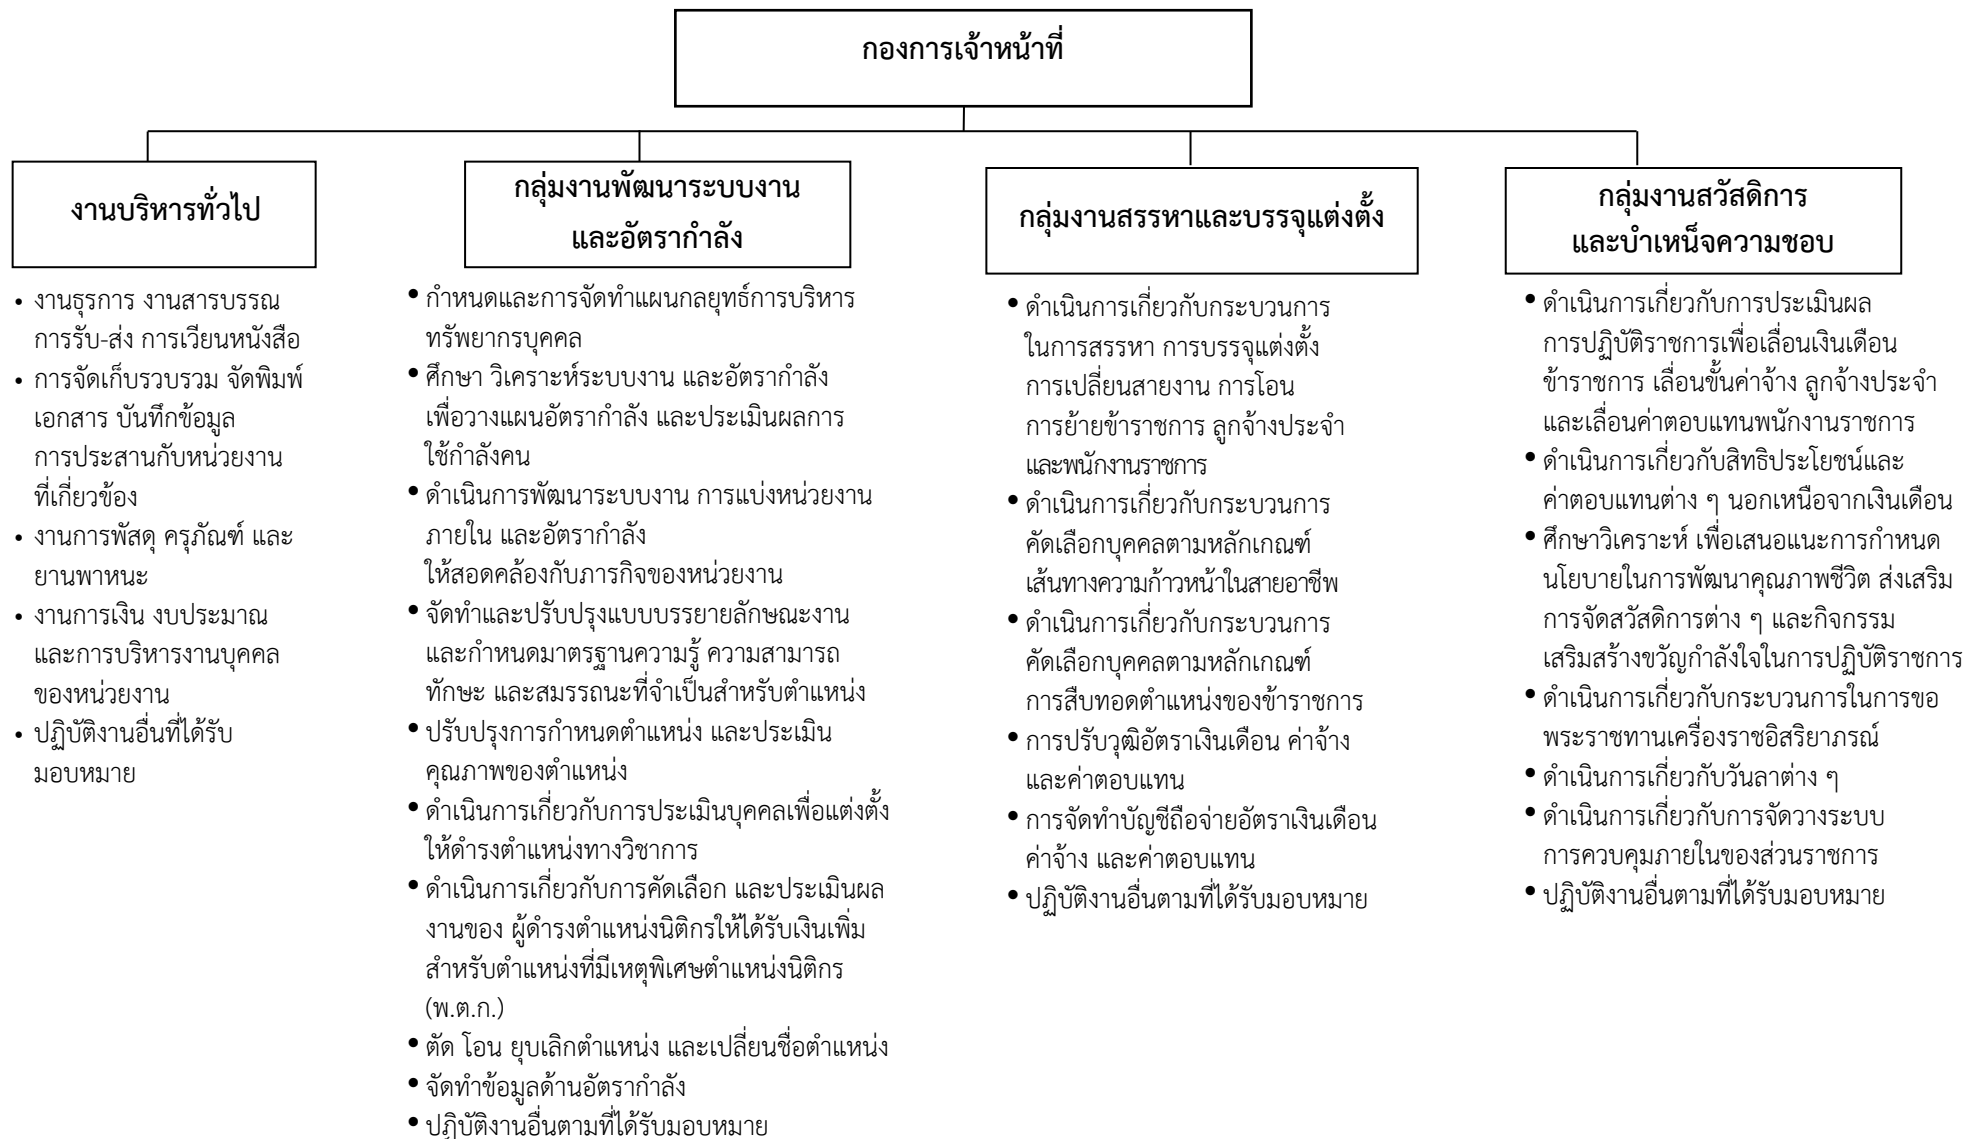 กองการเจ้าหน้าที่
งานบริหารทั่วไป
• งานธุรการ งานสารบรรณ
การรับ-ส่ง การเวียนหนังสือ
• การจัดเก็บรวบรวม จัดพิมพ์
เอกสาร บันทึกข้อมูล
การประสานกับหน่วยงาน
ที่เกี่ยวข้อง
• งานการพัสดุ ครุภัณฑ์ และ
ยานพาหนะ
• งานการเงิน งบประมาณ
และการบริหารงานบุคคล
ของหน่วยงาน
• ปฏิบัติงานอื่นที่ได้รับ
มอบหมาย
กลุ่มงานพัฒนาระบบงาน
และอัตรากำลัง
• กำหนดและการจัดทำแผนกลยุทธ์การบริหาร
ทรัพยากรบุคคล
• ศึกษา วิเคราะห์ระบบงาน และอัตรากำลัง
เพื่อวางแผนอัตรากำลัง และประเมินผลการ
ใช้กำลังคน
• ดำเนินการพัฒนาระบบงาน การแบ่งหน่วยงาน
ภายใน และอัตรากำลัง
ให้สอดคล้องกับภารกิจของหน่วยงาน
• จัดทำและปรับปรุงแบบบรรยายลักษณะงาน
และกำหนดมาตรฐานความรู้ ความสามารถ
ทักษะ และสมรรถนะที่จำเป็นสำหรับตำแหน่ง
• ปรับปรุงการกำหนดตำแหน่ง และประเมิน
คุณภาพของตำแหน่ง
• ดำเนินการเกี่ยวกับการประเมินบุคคลเพื่อแต่งตั้ง
ให้ดำรงตำแหน่งทางวิชาการ
• ดำเนินการเกี่ยวกับการคัดเลือก และประเมินผล
งานของ ผู้ดำรงตำแหน่งนิติกรให้ได้รับเงินเพิ่ม
สำหรับตำแหน่งที่มีเหตุพิเศษตำแหน่งนิติกร
(พ.ต.ก.)
• ตัด โอน ยุบเลิกตำแหน่ง และเปลี่ยนชื่อตำแหน่ง
• จัดทำข้อมูลด้านอัตรากำลัง
• ปฏิบัติงานอื่นตามที่ได้รับมอบหมาย
กลุ่มงานสรรหาและบรรจุแต่งตั้ง
• ดำเนินการเกี่ยวกับกระบวนการ
ในการสรรหา การบรรจุแต่งตั้ง
การเปลี่ยนสายงาน การโอน
การย้ายข้าราชการ ลูกจ้างประจำ
และพนักงานราชการ
• ดำเนินการเกี่ยวกับกระบวนการ
คัดเลือกบุคคลตามหลักเกณฑ์
เส้นทางความก้าวหน้าในสายอาชีพ
• ดำเนินการเกี่ยวกับกระบวนการ
คัดเลือกบุคคลตามหลักเกณฑ์
การสืบทอดตำแหน่งของข้าราชการ
• การปรับวุฒิอัตราเงินเดือน ค่าจ้าง
และค่าตอบแทน
• การจัดทำบัญชีถือจ่ายอัตราเงินเดือน
ค่าจ้าง และค่าตอบแทน
• ปฏิบัติงานอื่นตามที่ได้รับมอบหมาย
กลุ่มงานสวัสดิการ
และบำเหน็จความชอบ
• ดำเนินการเกี่ยวกับการประเมินผล
การปฏิบัติราชการเพื่อเลื่อนเงินเดือน
ข้าราชการ เลื่อนขั้นค่าจ้าง ลูกจ้างประจำ
และเลื่อนค่าตอบแทนพนักงานราชการ
• ดำเนินการเกี่ยวกับสิทธิประโยชน์และ
ค่าตอบแทนต่าง ๆ นอกเหนือจากเงินเดือน
• ศึกษาวิเคราะห์ เพื่อเสนอแนะการกำหนด
นโยบายในการพัฒนาคุณภาพชีวิต ส่งเสริม
การจัดสวัสดิการต่าง ๆ และกิจกรรม
เสริมสร้างขวัญกำลังใจในการปฏิบัติราชการ
• ดำเนินการเกี่ยวกับกระบวนการในการขอ
พระราชทานเครื่องราชอิสริยาภรณ์
• ดำเนินการเกี่ยวกับวันลาต่าง ๆ
• ดำเนินการเกี่ยวกับการจัดวางระบบ
การควบคุมภายในของส่วนราชการ
• ปฏิบัติงานอื่นตามที่ได้รับมอบหมาย